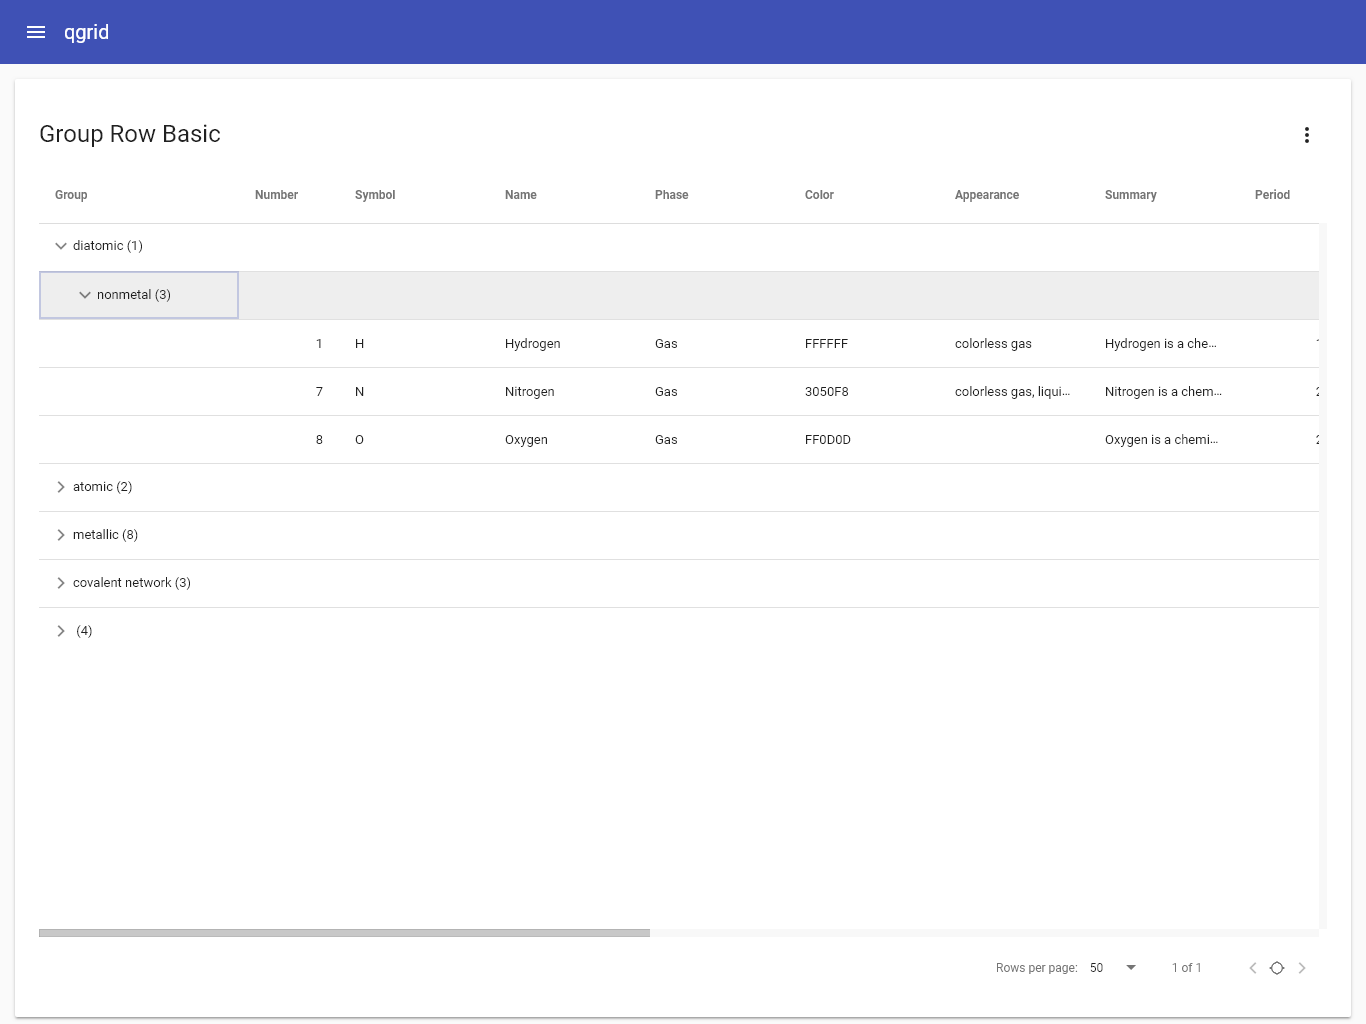 qgrid
Group Row Basic
Group Number Symbol Name Phase Color Appearance Summary Period
diatomic (1)
nonmetal (3)
1 H Hydrogen Gas FFFFFF colorless gas Hydrogen is a che…
7 N Nitrogen Gas 3050F8 colorless gas, liqui… Nitrogen is a chem…
8 O Oxygen Gas FF0D0D Oxygen is a chemi…
atomic (2)
metallic (8)
covalent network (3)
(4)
Rows per page: 50 1 of 1